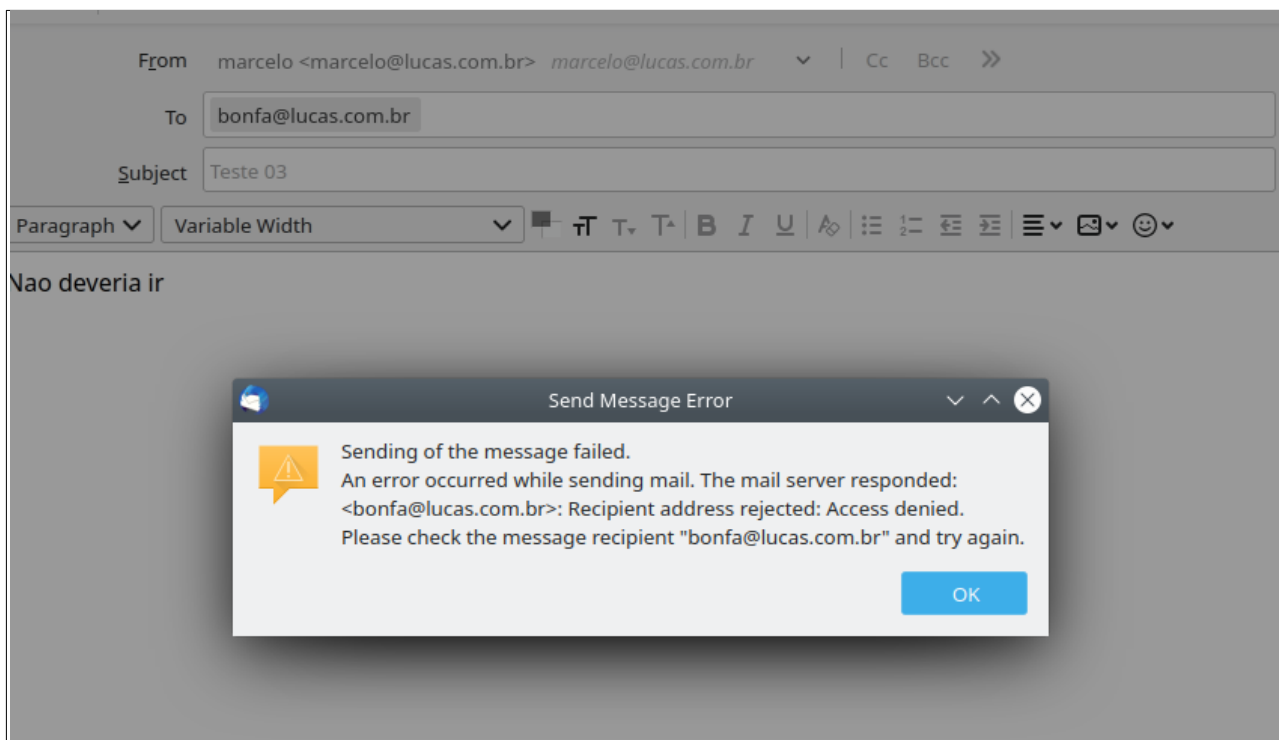 From marcelo <marcelo@lucas.com.br> marcelo@lucas.com.br Cc Bcc
To bonfa@lucas.com.br
Subject Teste 03
Paragraph Variable Width
Nao deveria ir
Send Message Error
Sending of the message failed.
An error occurred while sending mail. The mail server responded:
<bonfa@lucas.com.br>: Recipient address rejected: Access denied.
Please check the message recipient "bonfa@lucas.com.br" and try again.
OK